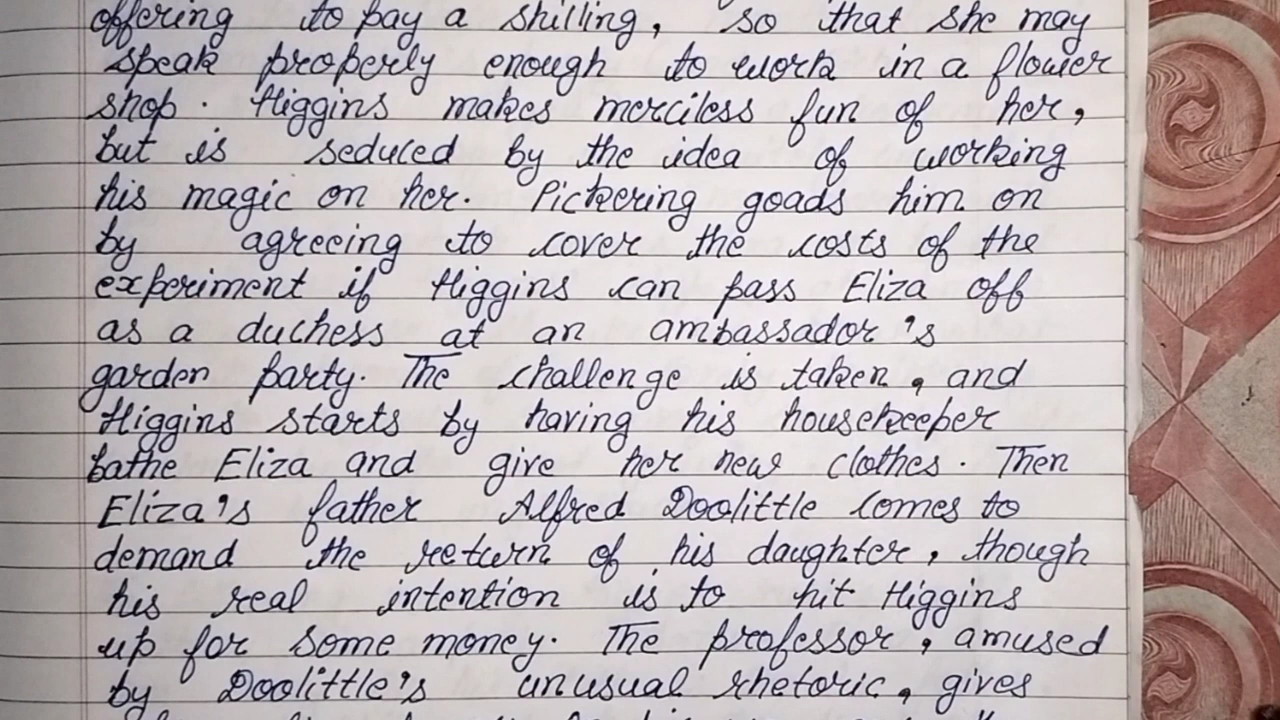 offering to pay a shilling, so that she may
speak properly enough to work in a flower
shop. Higgins makes merciless fun of her,
but is seduced by the idea of working
his magic on her. Pickering goads him on
by agreeing to cover the costs of the
experiment if Higgins can pass Eliza off
as a duchess at an ambassador's
garden party. The challenge is taken, and
Higgins starts by having his housekeeper
bathe Eliza and give her new clothes. Then
Eliza's father Alfred Doolittle comes to
demand the return of his daughter, though
his real intention is to hit Higgins
up for some money. The professor, amused
by Doolittle's unusual rhetoric, gives